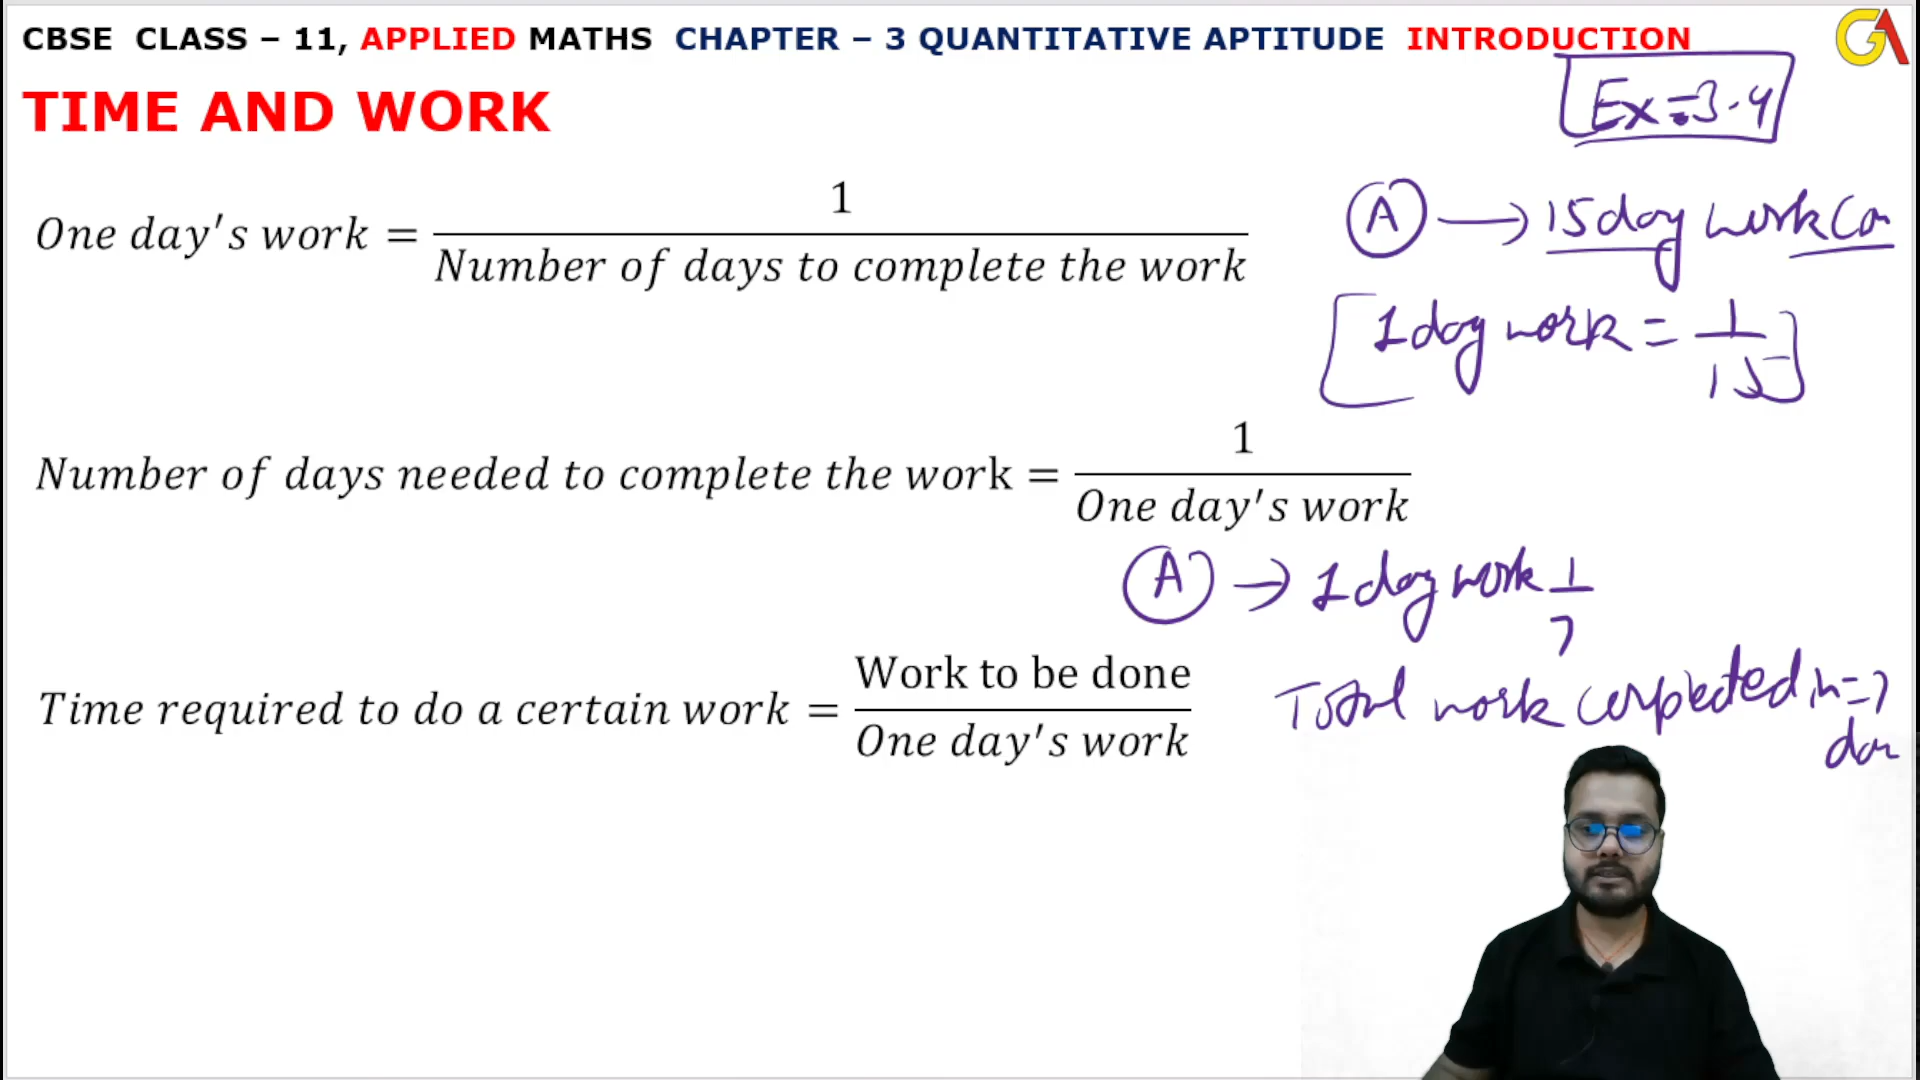 CBSE CLASS – 11, APPLIED MATHS CHAPTER – 3 QUANTITATIVE APTITUDE INTRODUCTION
GA
TIME AND WORK
Ex=3.4
One day's work = 1 / Number of days to complete the work
A → 15 day work Com
1 day work = 1/15
Number of days needed to complete the work = 1 / One day's work
A → 1 day work 1/7
Time required to do a certain work = Work to be done / One day's work
Total work in = 7